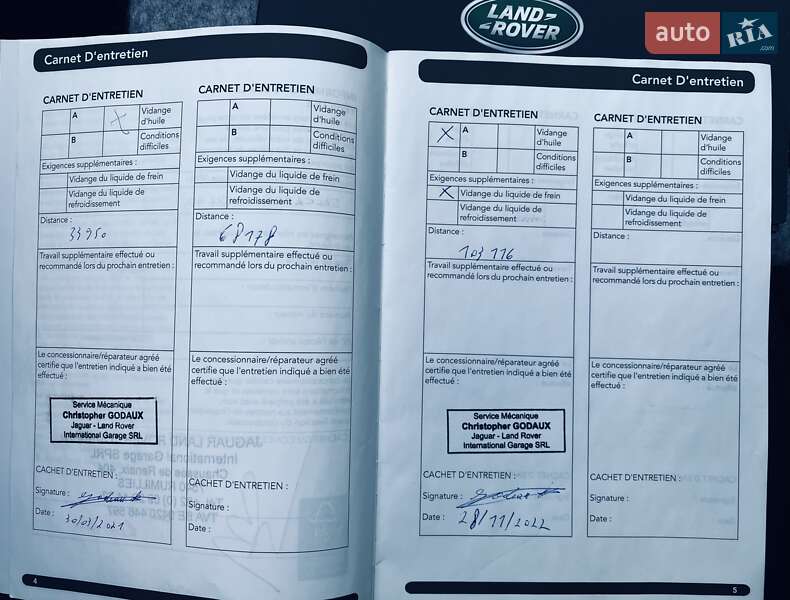 LAND-
-ROVER
auto RIA
.com
Carnet D'entretien
CARNET D'ENTRETIEN
A
Vidange
d'huile
B
Conditions
difficiles
Exigences supplémentaires :
Vidange du liquide de frein
Vidange du liquide de
refroidissement
Distance :
33950
Travail supplémentaire effectué ou
recommandé lors du prochain entretien :
Le concessionnaire/réparateur agréé
certifie que l'entretien indiqué a bien été
effectué :
Service Mécanique
Christopher GODAUX
Jaguar - Land Rover
International Garage SRL
CACHET D'ENTRETIEN :
Signature :
Date : 30/03/2021
4
CARNET D'ENTRETIEN
A
Vidange
d'huile
B
Conditions
difficiles
Exigences supplémentaires :
Vidange du liquide de frein
Vidange du liquide de
refroidissement
Distance :
68178
Travail supplémentaire effectué ou
recommandé lors du prochain entretien :
Le concessionnaire/réparateur agréé
certifie que l'entretien indiqué a bien été
effectué :
CACHET D'ENTRETIEN :
Signature :
Date :
Carnet D'entretien
CARNET D'ENTRETIEN
X
A
Vidange
d'huile
B
Conditions
difficiles
Exigences supplémentaires :
X
Vidange du liquide de frein
Vidange du liquide de
refroidissement
Distance :
103 116
Travail supplémentaire effectué ou
recommandé lors du prochain entretien :
Le concessionnaire/réparateur agréé
certifie que l'entretien indiqué a bien été
effectué :
Service Mécanique
Christopher GODAUX
Jaguar - Land Rover
International Garage SRL
CACHET D'ENTRETIEN :
Signature :
Date : 28/11/2022
CARNET D'ENTRETIEN
A
Vidange
d'huile
B
Conditions
difficiles
Exigences supplémentaires :
Vidange du liquide de frein
Vidange du liquide de
refroidissement
Distance :
Travail supplémentaire effectué ou
recommandé lors du prochain entretien :
Le concessionnaire/réparateur agréé
certifie que l'entretien indiqué a bien été
effectué :
CACHET D'ENTRETIEN :
Signature :
Date :
5